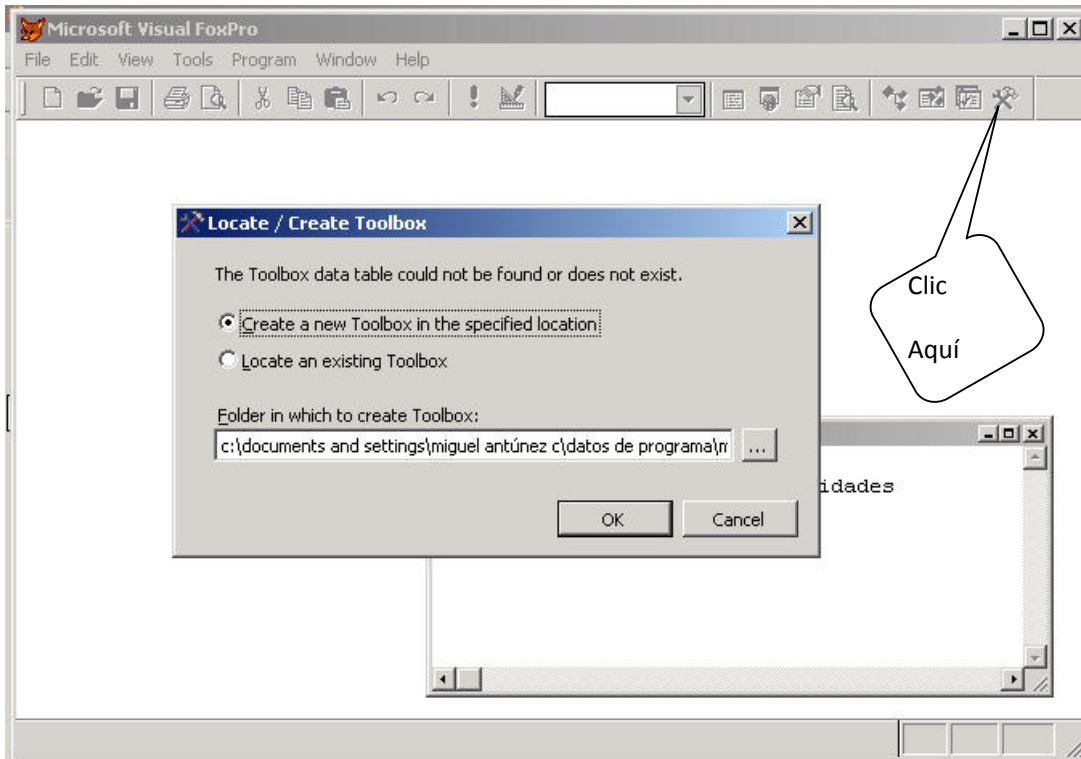 Microsoft Visual FoxPro
File Edit View Tools Program Window Help
Locate / Create Toolbox
The Toolbox data table could not be found or does not exist.
Create a new Toolbox in the specified location
Locate an existing Toolbox
Folder in which to create Toolbox:
c:\documents and settings\miguel antúnez c\datos de programa\m
...
OK Cancel
Clic
Aquí
idades